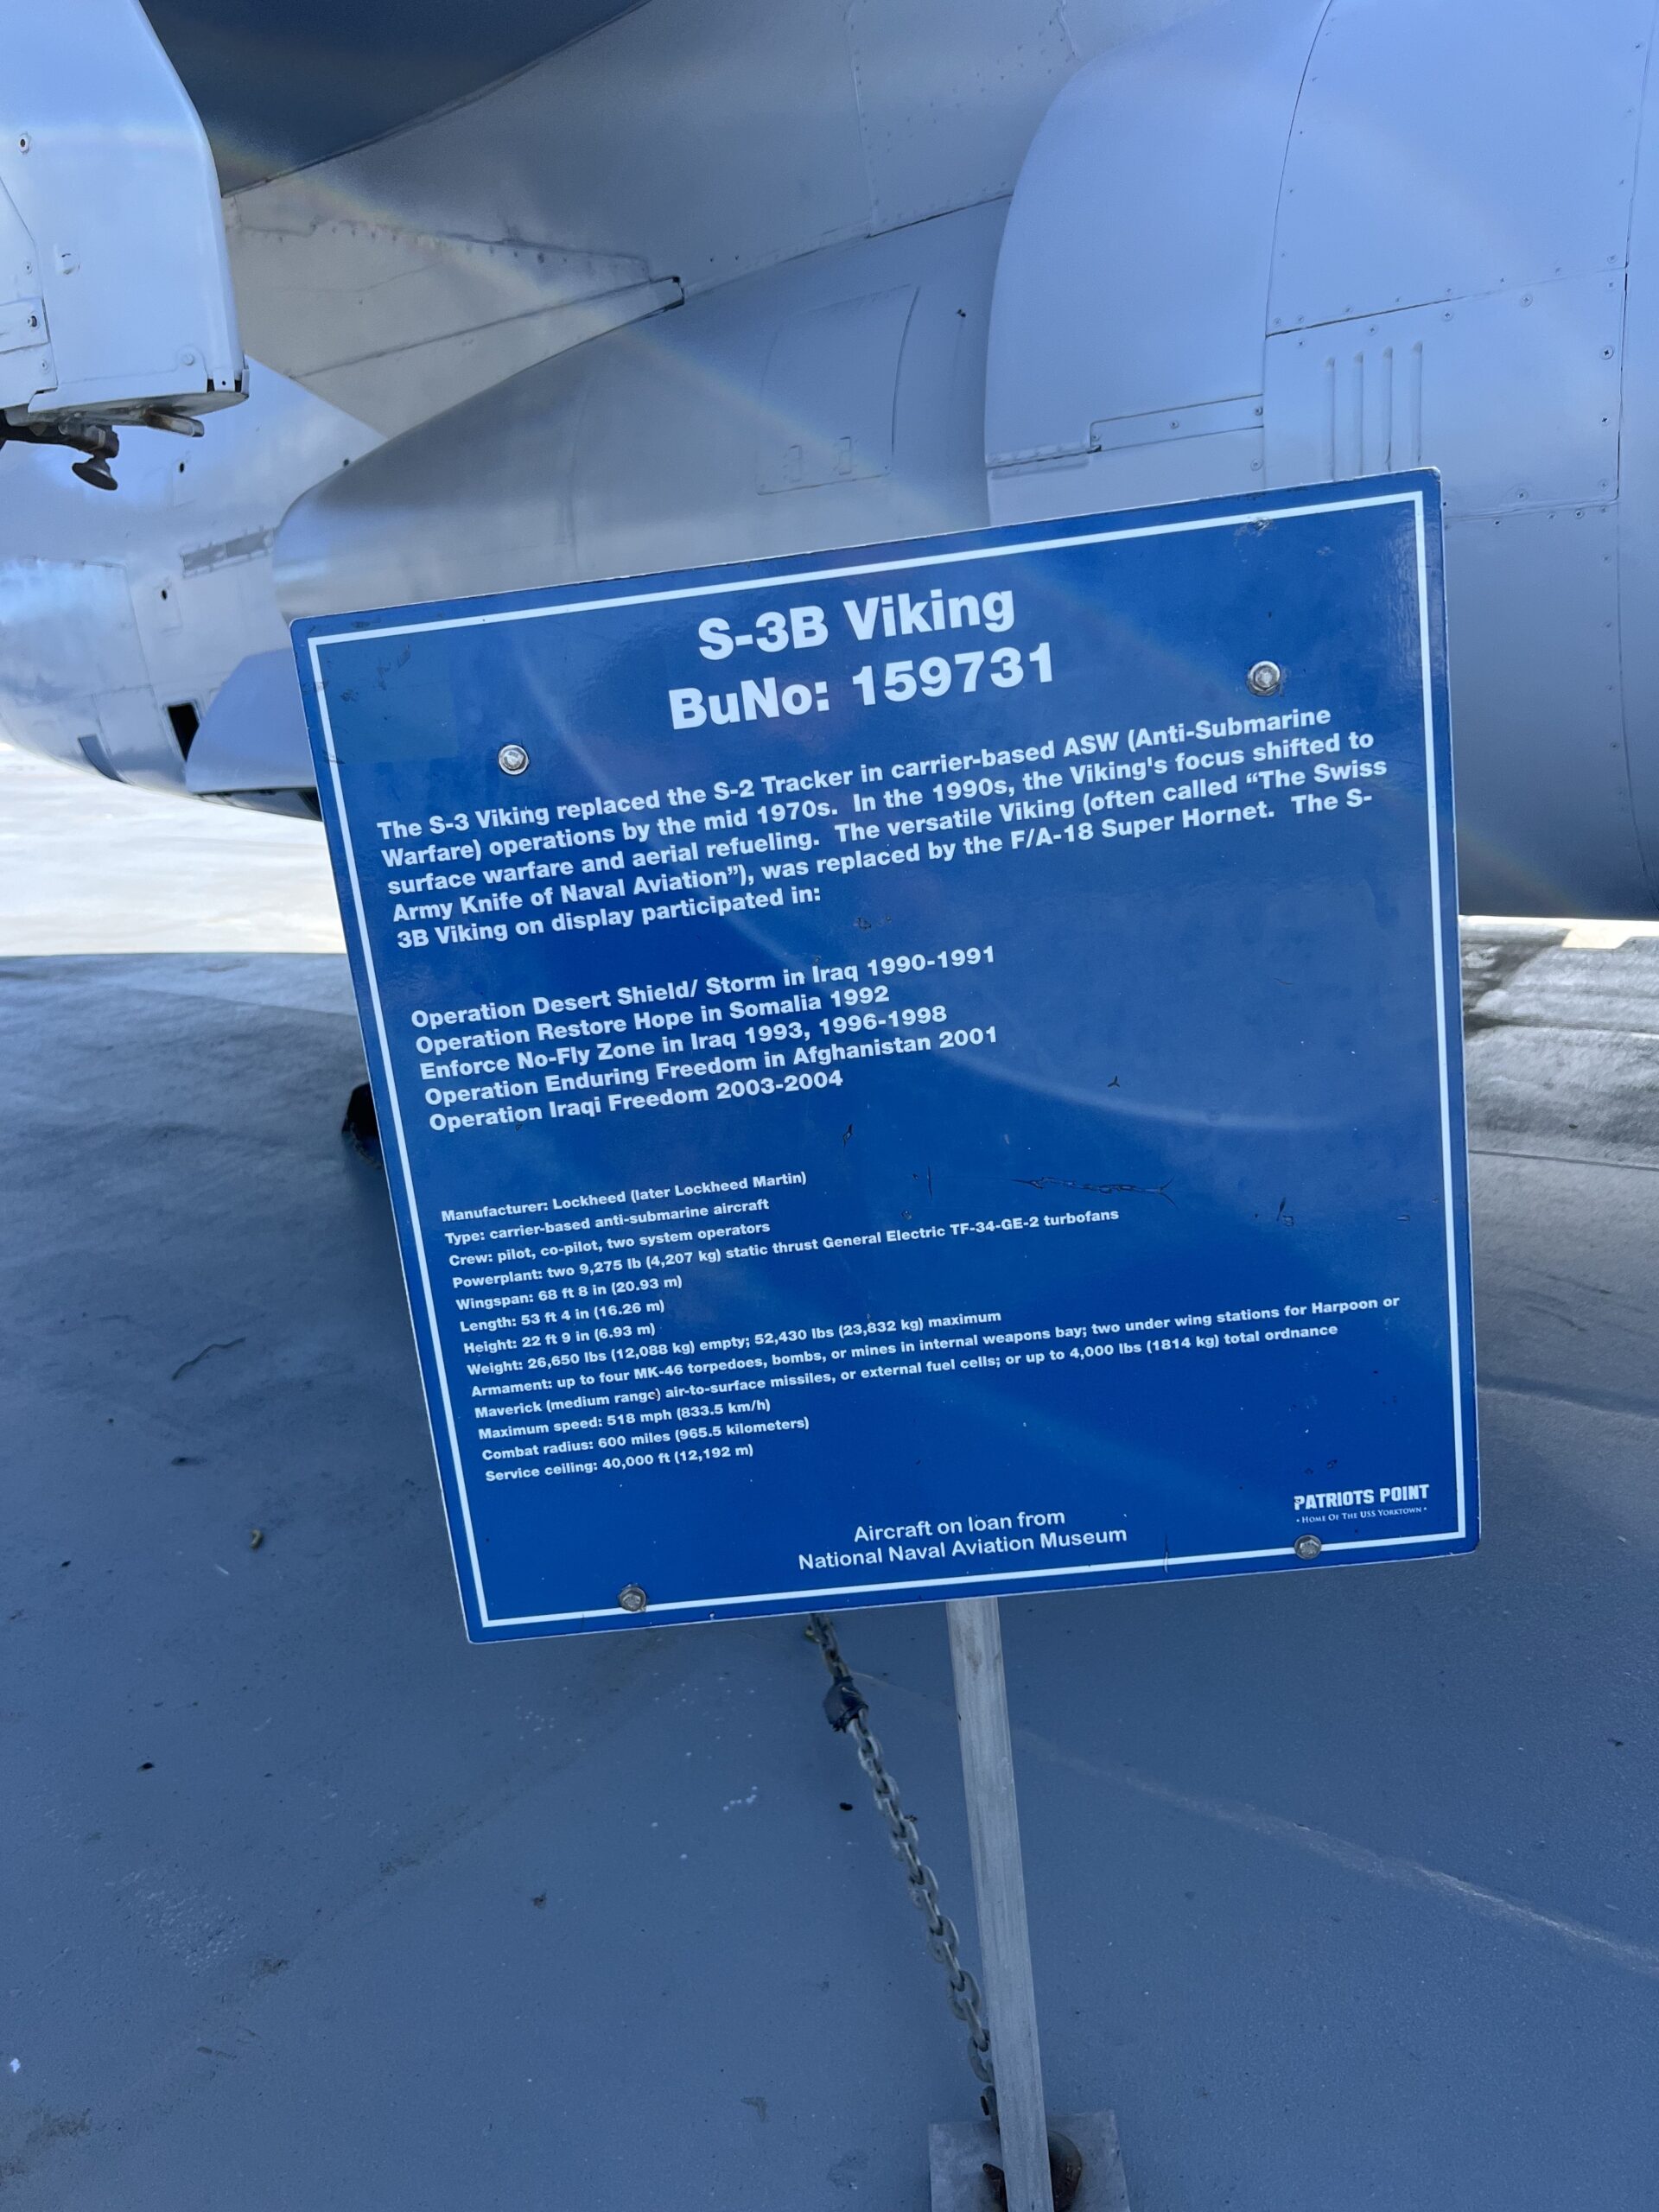 S-3B Viking
BuNo: 159731
The S-3 Viking replaced the S-2 Tracker in carrier-based ASW (Anti-Submarine
Warfare) operations by the mid 1970s.  In the 1990s, the Viking's focus shifted to
surface warfare and aerial refueling.  The versatile Viking (often called “The Swiss
Army Knife of Naval Aviation”), was replaced by the F/A-18 Super Hornet.  The S-
3B Viking on display participated in:
Operation Desert Shield/ Storm in Iraq 1990-1991
Operation Restore Hope in Somalia 1992
Enforce No-Fly Zone in Iraq 1993, 1996-1998
Operation Enduring Freedom in Afghanistan 2001
Operation Iraqi Freedom 2003-2004
Manufacturer: Lockheed (later Lockheed Martin)
Type: carrier-based anti-submarine aircraft
Crew: pilot, co-pilot, two system operators
Powerplant: two 9,275 lb (4,207 kg) static thrust General Electric TF-34-GE-2 turbofans
Wingspan: 68 ft 8 in (20.93 m)
Length: 53 ft 4 in (16.26 m)
Height: 22 ft 9 in (6.93 m)
Weight: 26,650 lbs (12,088 kg) empty; 52,430 lbs (23,832 kg) maximum
Armament: up to four MK-46 torpedoes, bombs, or mines in internal weapons bay; two under wing stations for Harpoon or
Maverick (medium range) air-to-surface missiles, or external fuel cells; or up to 4,000 lbs (1814 kg) total ordnance
Maximum speed: 518 mph (833.5 km/h)
Combat radius: 600 miles (965.5 kilometers)
Service ceiling: 40,000 ft (12,192 m)
Aircraft on loan from
National Naval Aviation Museum
PATRIOTS POINT
• HOME OF THE USS YORKTOWN •